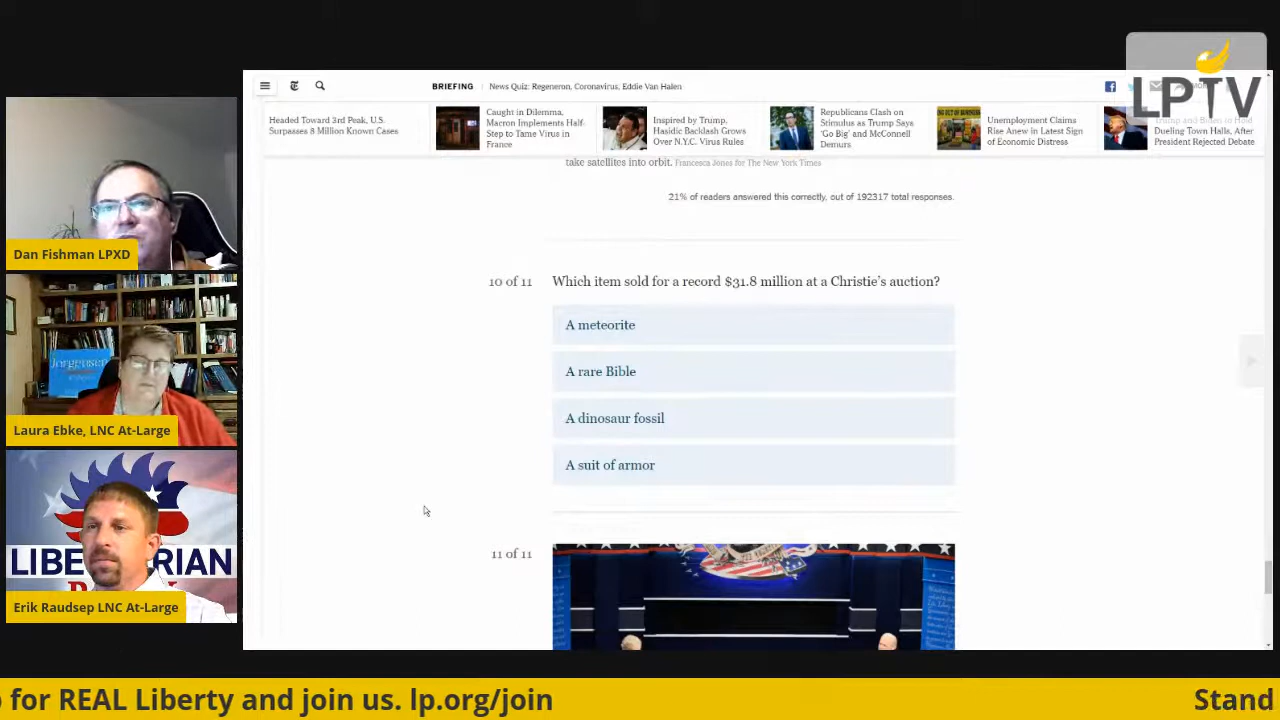 LPTV
BRIEFING
News Quiz: Regeneron, Coronavirus, Eddie Van Halen
Headed Toward 3rd Peak, U.S.
Surpasses 8 Million Known Cases
Caught in Dilemma,
Macron Implements Half-
Step to Tame Virus in
France
Inspired by Trump,
Hasidic Backlash Grows
Over N.Y.C. Virus Rules
Republicans Clash on
Stimulus as Trump Says
‘Go Big’ and McConnell
Demurs
Unemployment Claims
Rise Anew in Latest Sign
of Economic Distress
Trump and Biden to Hold
Dueling Town Halls, After
President Rejected Debate
take satellites into orbit. Francesca Jones for The New York Times
21% of readers answered this correctly, out of 192317 total responses.
10 of 11
Which item sold for a record $31.8 million at a Christie’s auction?
A meteorite
A rare Bible
A dinosaur fossil
A suit of armor
11 of 11
Dan Fishman LPXD
Jorgensen
Laura Ebke, LNC At-Large
Erik Raudsep LNC At-Large
for REAL Liberty and join us. lp.org/join
Stand